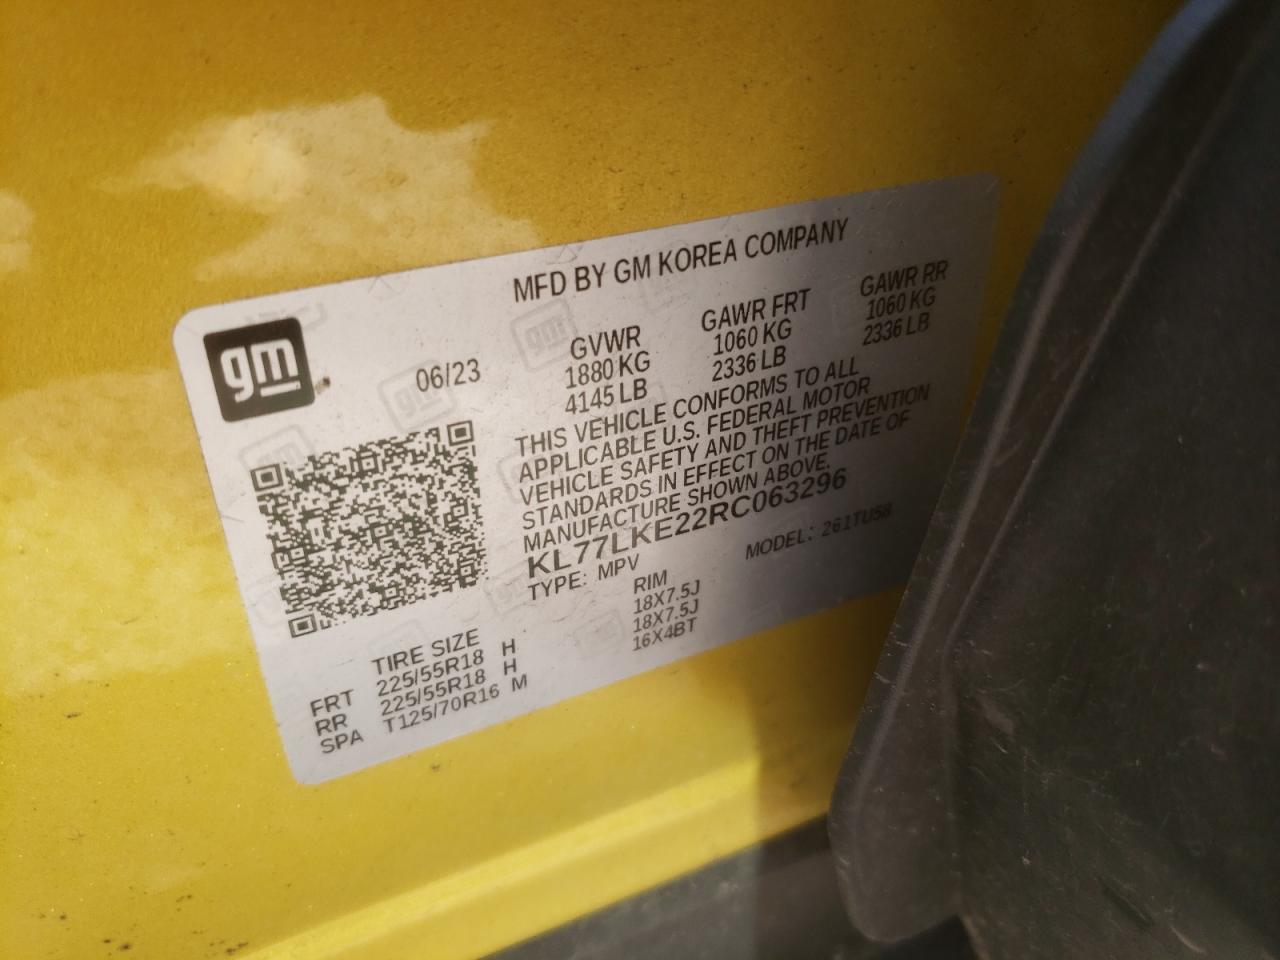 MFD BY GM KOREA COMPANY
gm
06/23
GVWR GAWR FRT GAWR RR
1880 KG 1060 KG 1060 KG
4145 LB 2336 LB 2336 LB
THIS VEHICLE CONFORMS TO ALL
APPLICABLE U.S. FEDERAL MOTOR
VEHICLE SAFETY AND THEFT PREVENTION
STANDARDS IN EFFECT ON THE DATE OF
MANUFACTURE SHOWN ABOVE.
KL77LKE22RC063296
TYPE: MPV MODEL: 261TU58
TIRE SIZE RIM
FRT 225/55R18 H 18X7.5J
RR 225/55R18 H 18X7.5J
SPA T125/70R16 M 16X4BT